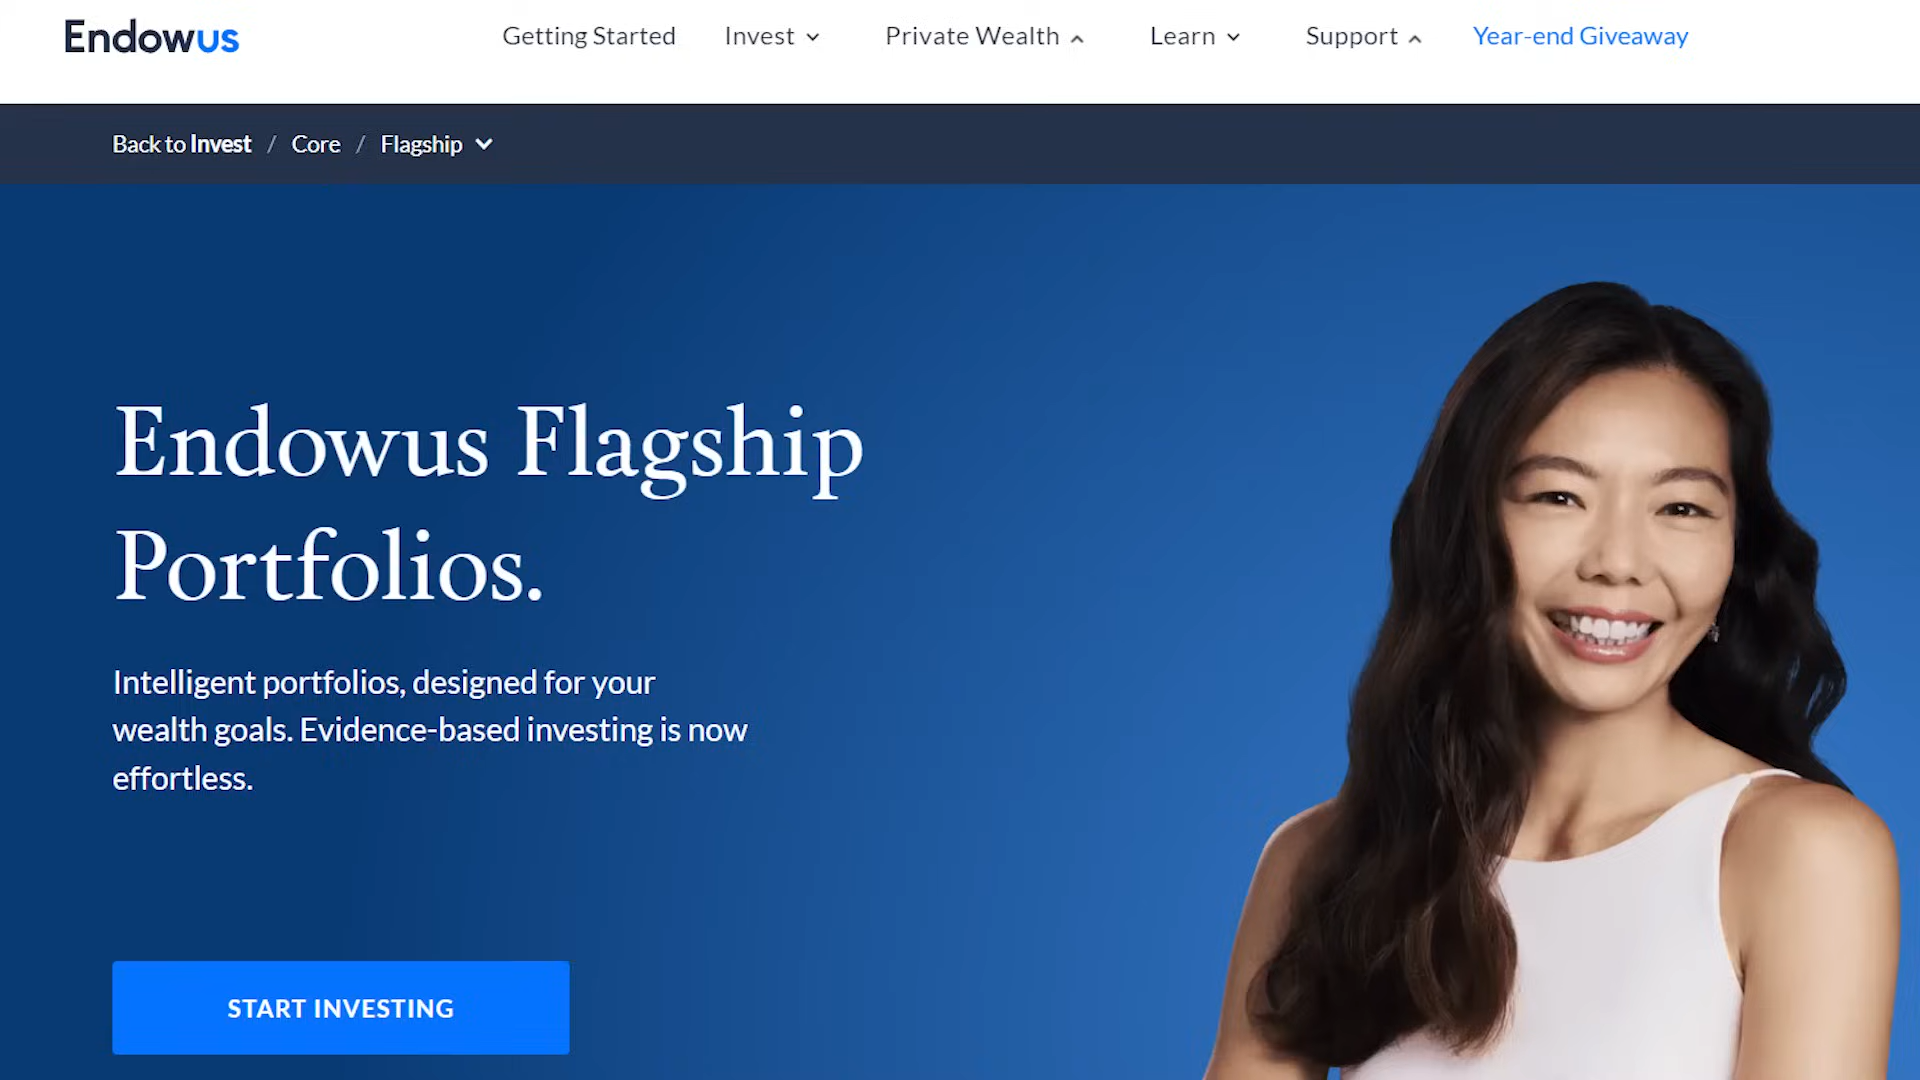 Endowus
Getting Started Invest Private Wealth Learn Support Year-end Giveaway
Back to Invest / Core / Flagship
Endowus Flagship
Portfolios.
Intelligent portfolios, designed for your
wealth goals. Evidence-based investing is now
effortless.
START INVESTING